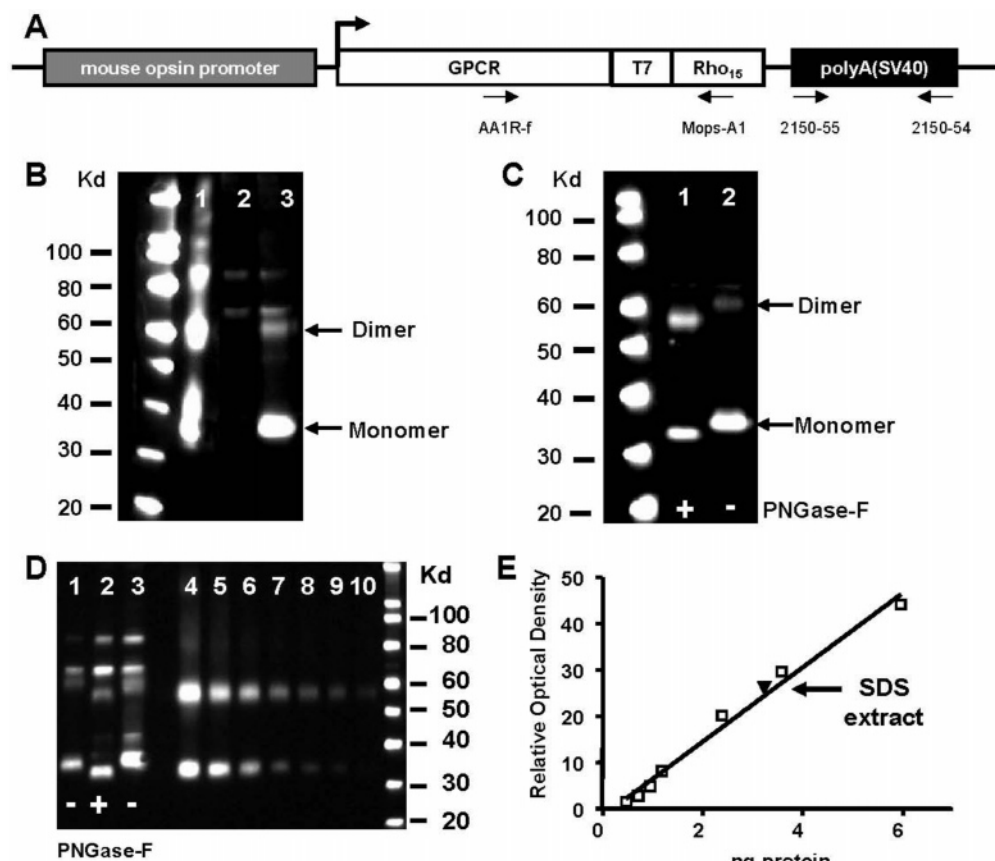 A
mouse opsin promoter
GPCR
T7
Rho15
polyA(SV40)
AA1R-f
Mops-A1
2150-55
2150-54
B
Kd
1
2
3
100
80
60
50
40
30
20
Dimer
Monomer
C
Kd
1
2
100
80
60
50
40
30
20
Dimer
Monomer
+
-
PNGase-F
D
1
2
3
4
5
6
7
8
9
10
Kd
100
80
60
50
40
30
20
-
+
-
PNGase-F
E
Relative Optical Density
50
40
30
20
10
0
0
2
4
6
SDS
extract